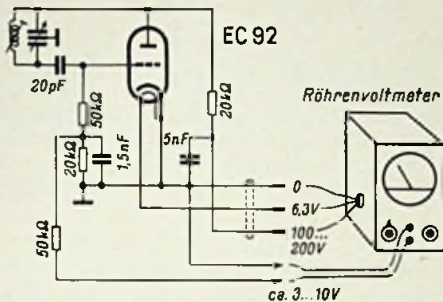 EC 92
20pF
50kΩ
20kΩ
1,5nF
5nF
20kΩ
50kΩ
Röhrenvoltmeter
0
6,3V
100...
200V
ca. 3...10V